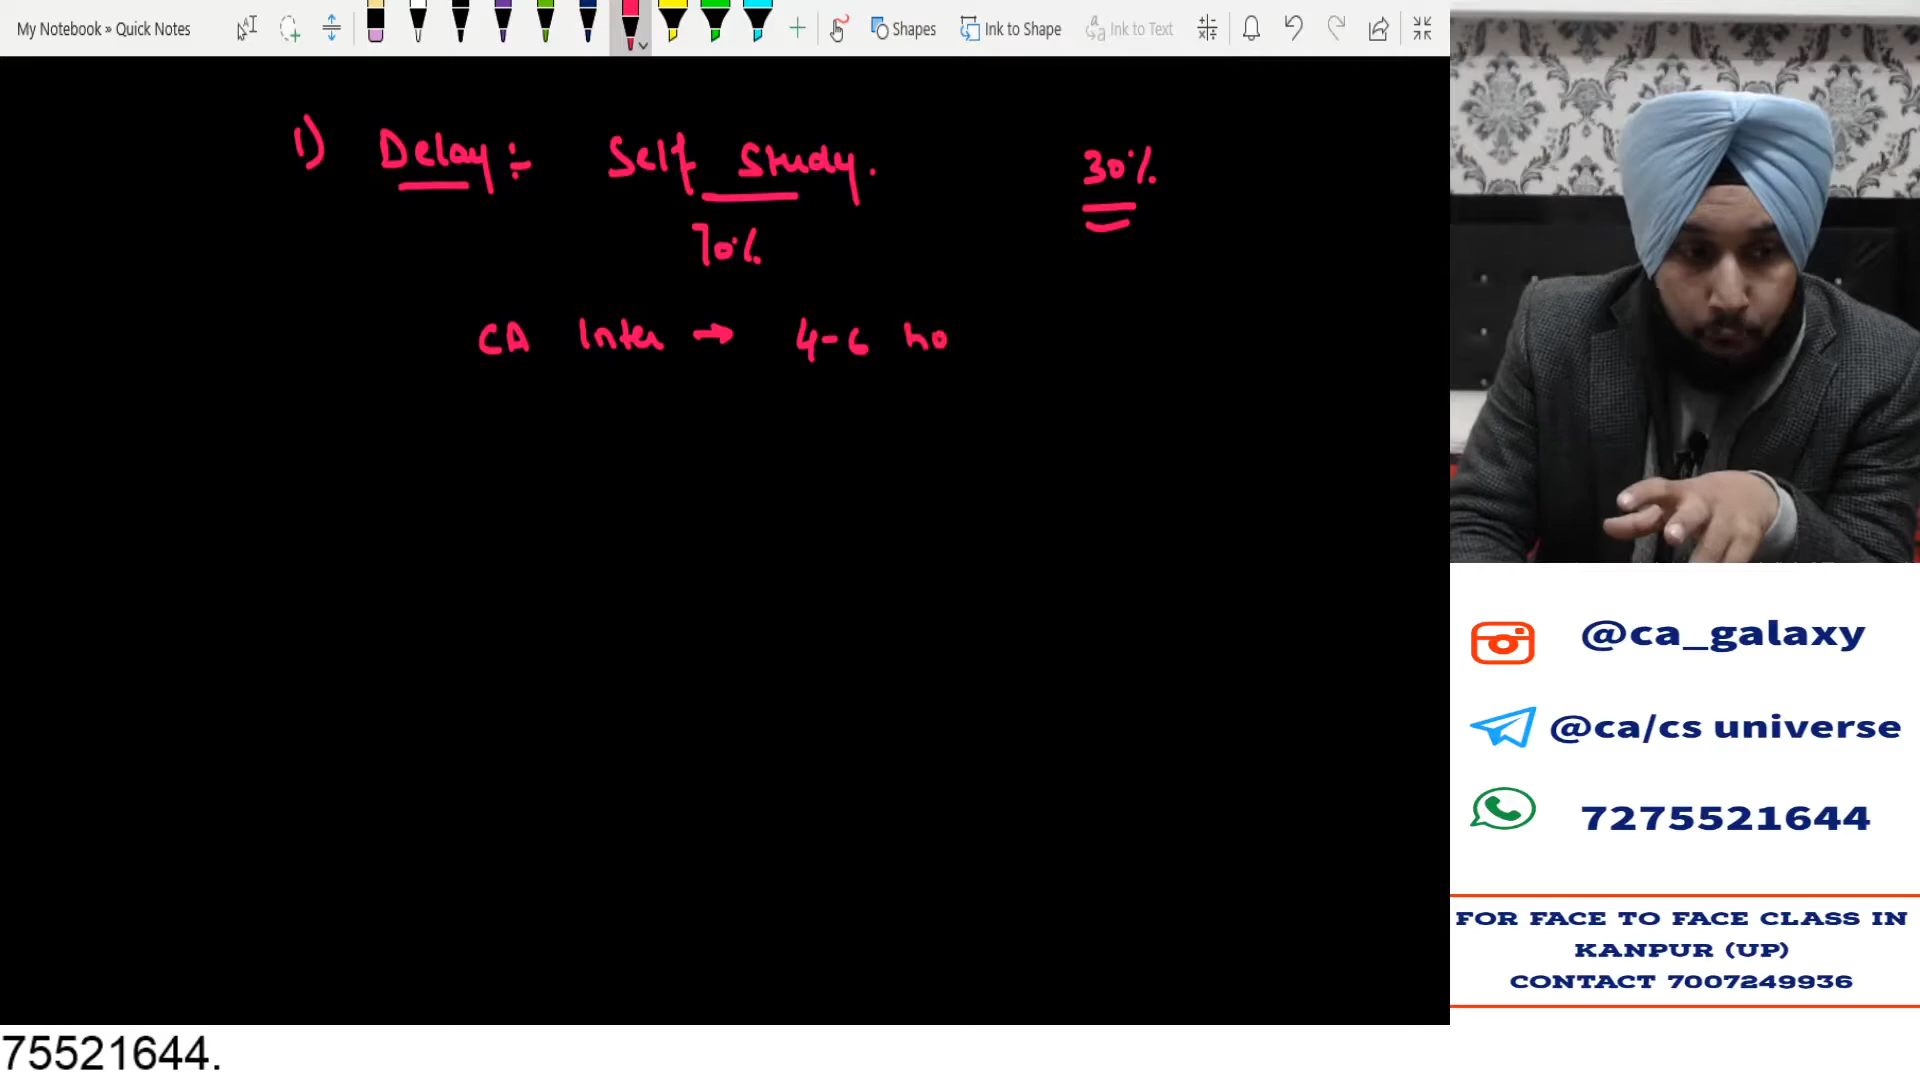 My Notebook » Quick Notes
Shapes
Ink to Shape
Ink to Text
1) Delay :- Self Study. 30%
70%
CA Inter → 4-6 ho
@ca_galaxy
@ca/cs universe
7275521644
FOR FACE TO FACE CLASS IN
KANPUR (UP)
CONTACT 7007249936
75521644.